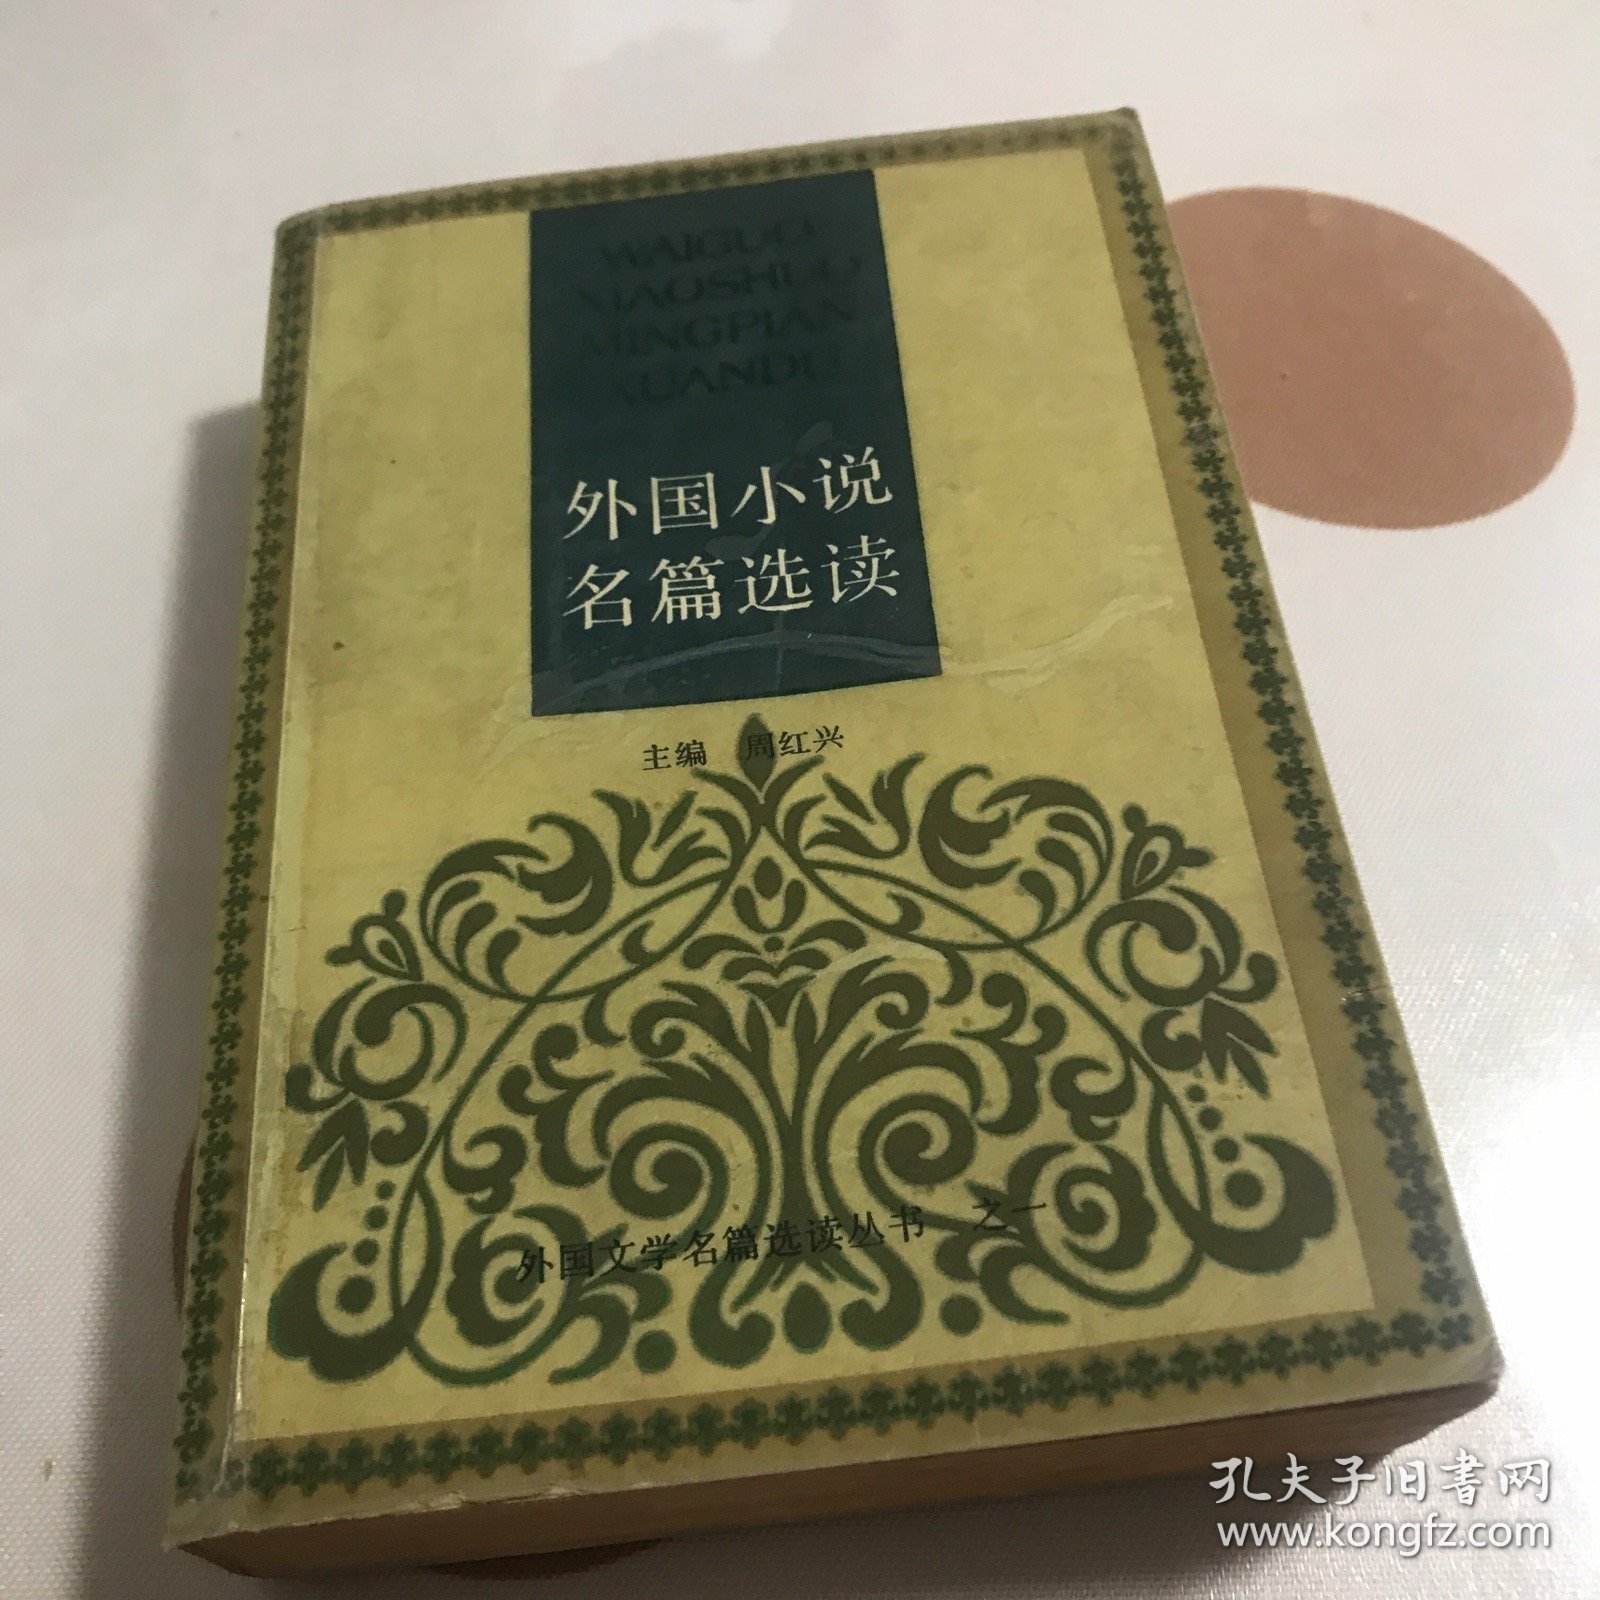 WAIGUO
XIAOSHUO
MINGPIAN
XUANDU
外国小说
名篇选读
主编 周红兴
外国文学名篇选读丛书 之一
孔夫子旧书网
www.kongfz.com